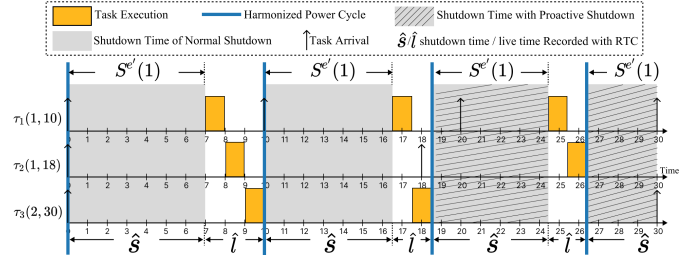 Task Execution Harmonized Power Cycle Shutdown Time with Proactive Shutdown
Shutdown Time of Normal Shutdown Task Arrival ŝ/l̂ shutdown time / live time Recorded with RTC
S^{e'}(1) S^{e'}(1) S^{e'}(1) S^{e'}(1)
τ₁(1,10)
0 1 2 3 4 5 6 7 8 9 10 11 12 13 14 15 16 17 18 19 20 21 22 23 24 25 26 27 28 29 30
τ₂(1,18)
Time
0 1 2 3 4 5 6 7 8 9 10 11 12 13 14 15 16 17 18 19 20 21 22 23 24 25 26 27 28 29 30
τ₃(2,30)
0 1 2 3 4 5 6 7 8 9 10 11 12 13 14 15 16 17 18 19 20 21 22 23 24 25 26 27 28 29 30
ŝ l̂ ŝ l̂ ŝ l̂ ŝ